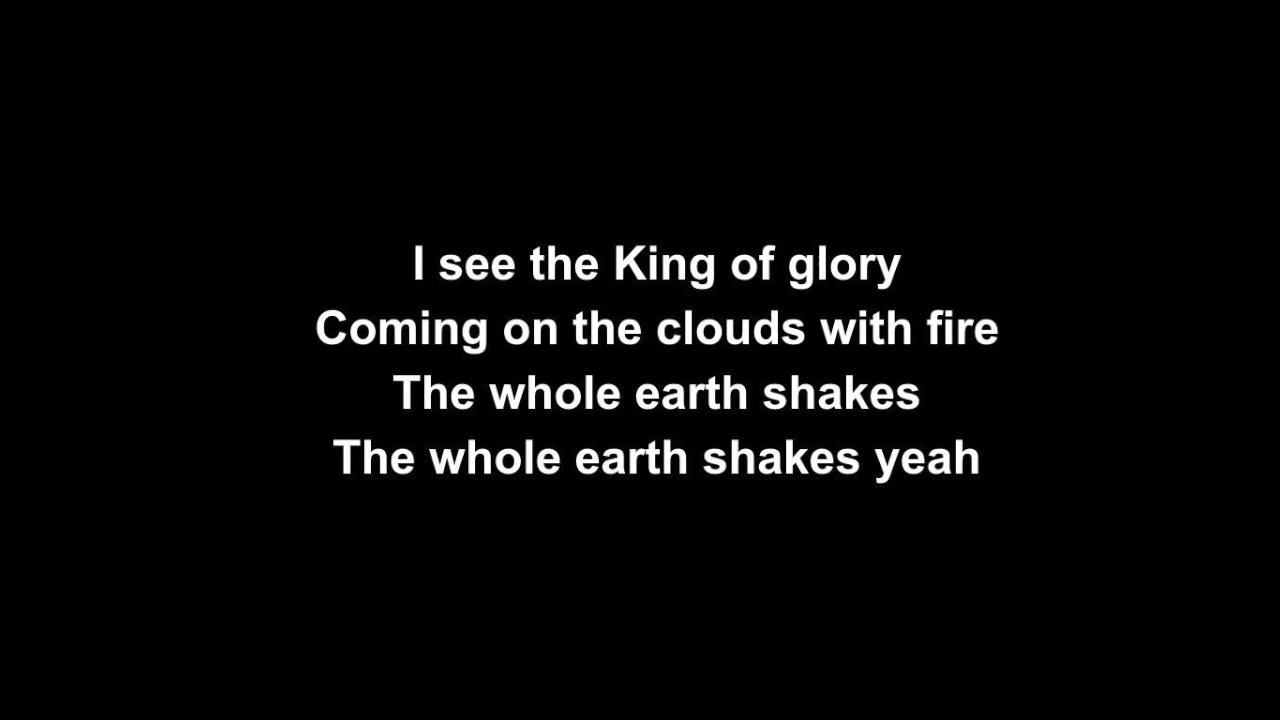 I see the King of glory
Coming on the clouds with fire
The whole earth shakes
The whole earth shakes yeah